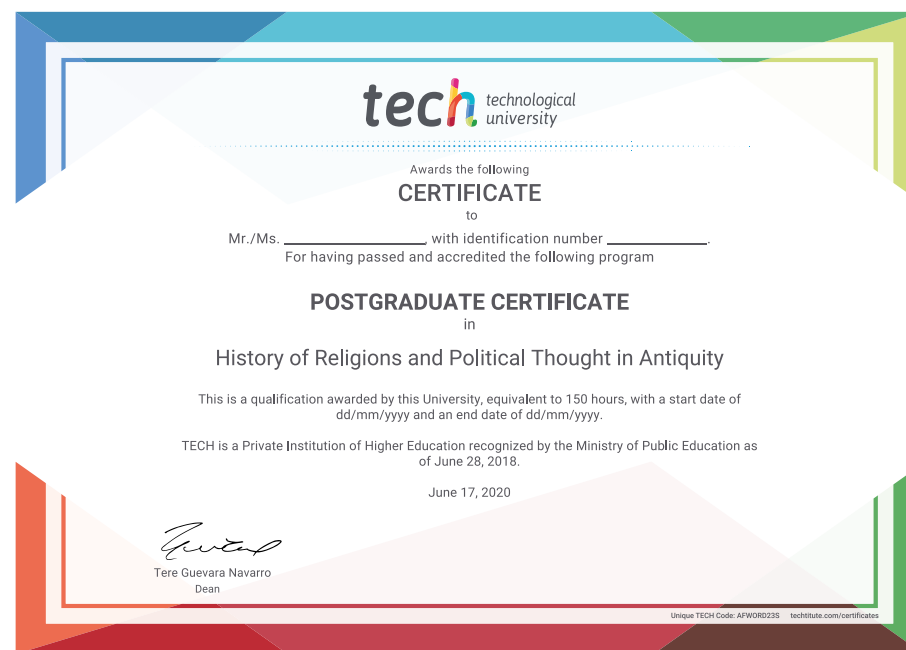 tech technological
university
Awards the following
CERTIFICATE
to
Mr./Ms. ____________, with identification number ____________.
For having passed and accredited the following program
POSTGRADUATE CERTIFICATE
in
History of Religions and Political Thought in Antiquity
This is a qualification awarded by this University, equivalent to 150 hours, with a start date of
dd/mm/yyyy and an end date of dd/mm/yyyy.
TECH is a Private Institution of Higher Education recognized by the Ministry of Public Education as
of June 28, 2018.
June 17, 2020
Tere Guevara Navarro
Dean
Unique TECH Code: AFWORD23S techtitute.com/certificates